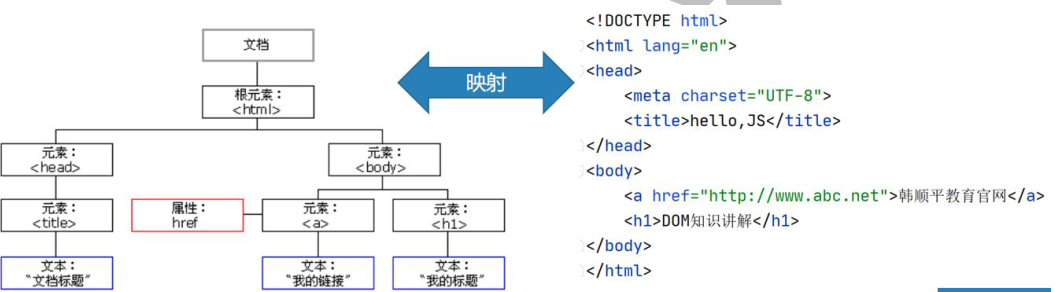 文档
根元素：
<html>
元素：
<head>
元素：
<body>
元素：
<title>
属性：
href
元素：
<a>
元素：
<h1>
文本：
"文档标题"
文本：
"我的链接"
文本：
"我的标题"
映射
<!DOCTYPE html>
<html lang="en">
<head>
    <meta charset="UTF-8">
    <title>hello,JS</title>
</head>
<body>
    <a href="http://www.abc.net">韩顺平教育官网</a>
    <h1>DOM知识讲解</h1>
</body>
</html>